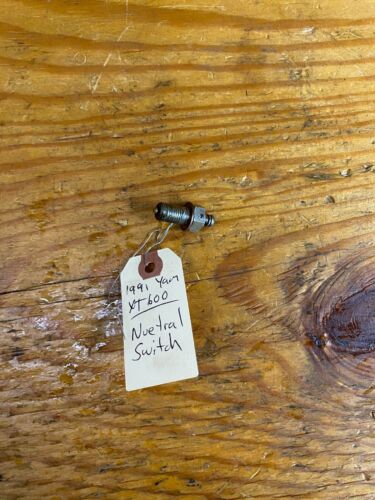 1991 Yam
XT600
Nuetral
Switch